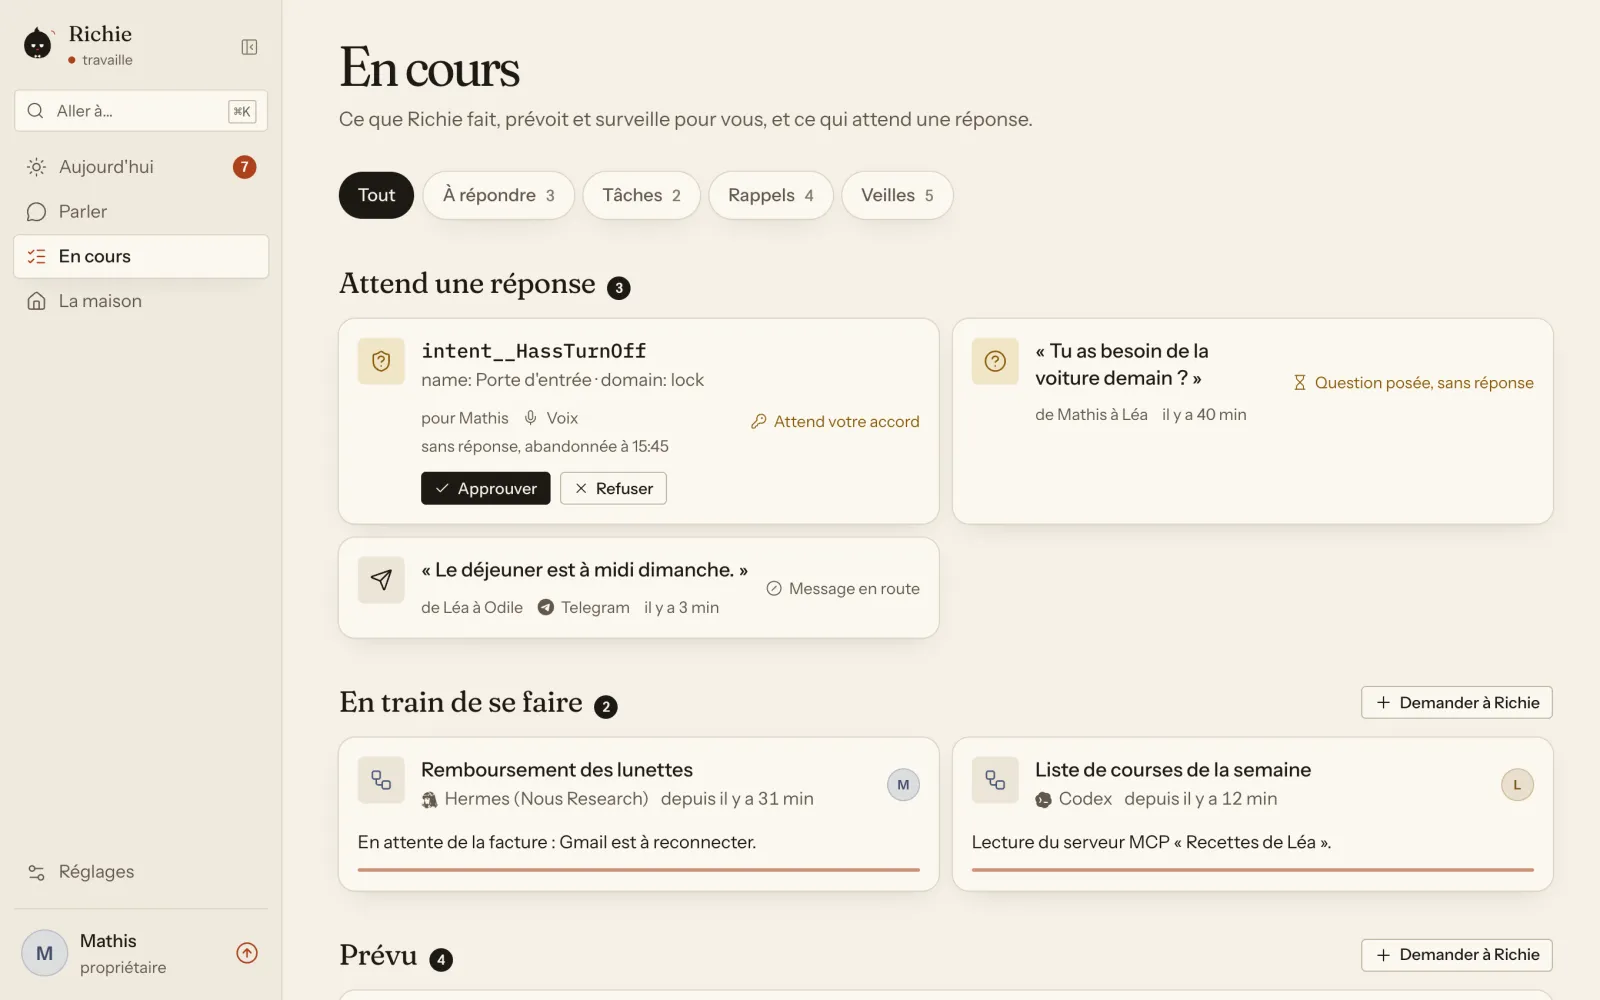 Richie
travaille
Aller à...
⌘K
Aujourd'hui
7
Parler
En cours
La maison
Réglages
M
Mathis
propriétaire
En cours
Ce que Richie fait, prévoit et surveille pour vous, et ce qui attend une réponse.
Tout
À répondre 3
Tâches 2
Rappels 4
Veilles 5
Attend une réponse 3
intent__HassTurnOff
name: Porte d'entrée · domain: lock
pour Mathis Voix
sans réponse, abandonnée à 15:45
Attend votre accord
Approuver
Refuser
« Tu as besoin de la
voiture demain ? »
de Mathis à Léa il y a 40 min
Question posée, sans réponse
« Le déjeuner est à midi dimanche. »
de Léa à Odile Telegram il y a 3 min
Message en route
En train de se faire 2
Demander à Richie
Remboursement des lunettes
Hermes (Nous Research) depuis il y a 31 min
M
En attente de la facture : Gmail est à reconnecter.
Liste de courses de la semaine
Codex depuis il y a 12 min
L
Lecture du serveur MCP « Recettes de Léa ».
Prévu 4
Demander à Richie